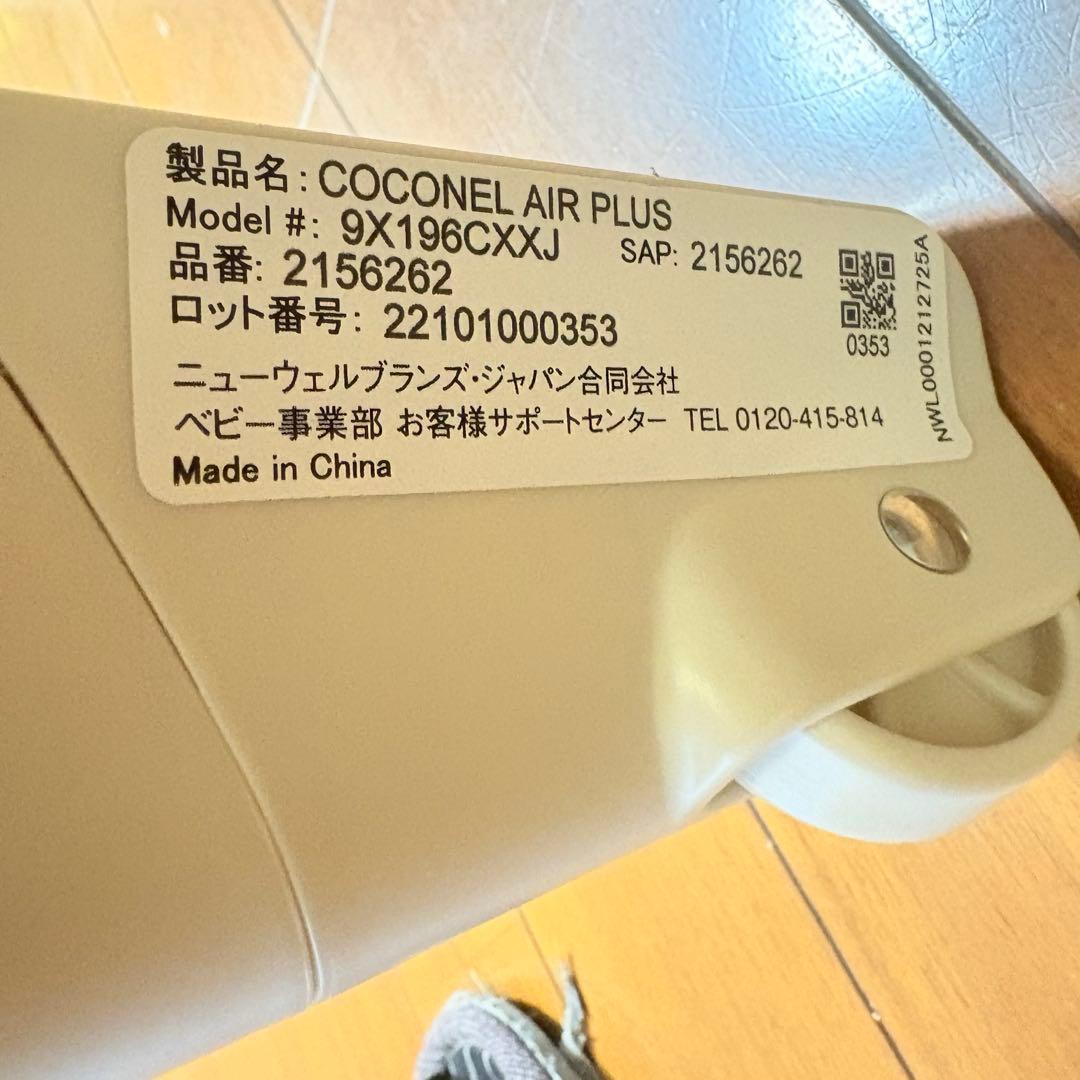 製品名: COCONEL AIR PLUS
Model #: 9X196CXXJ SAP: 2156262
品番: 2156262
ロット番号: 22101000353
ニューウェルブランズ・ジャパン合同会社
ベビー事業部 お客様サポートセンター TEL 0120-415-814
Made in China
0353
NWL0001212725A